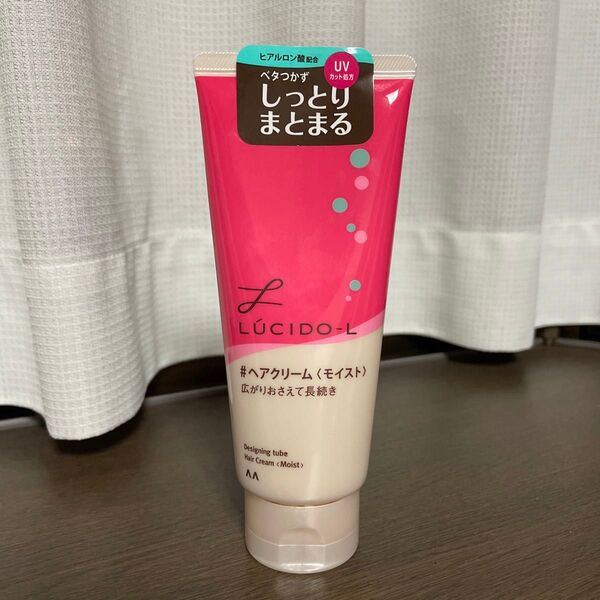 ヒアルロン酸配合
UV
カット処方
ベタつかず
しっとり
まとまる
LÚCIDO-L
#ヘアクリーム〈モイスト〉
広がりおさえて長続き
Designing tube
Hair Cream〈Moist〉